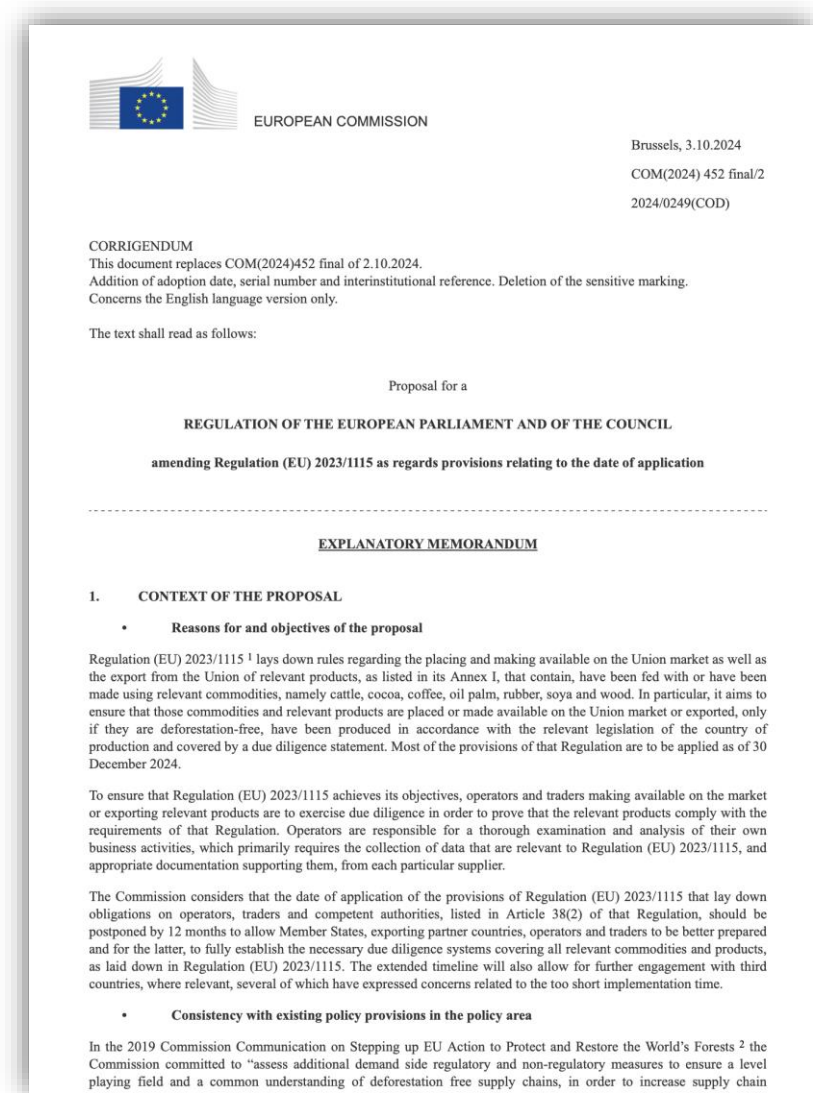 EUROPEAN COMMISSION
Brussels, 3.10.2024
COM(2024) 452 final/2
2024/0249(COD)
CORRIGENDUM
This document replaces COM(2024)452 final of 2.10.2024.
Addition of adoption date, serial number and interinstitutional reference. Deletion of the sensitive marking.
Concerns the English language version only.
The text shall read as follows:
Proposal for a
REGULATION OF THE EUROPEAN PARLIAMENT AND OF THE COUNCIL
amending Regulation (EU) 2023/1115 as regards provisions relating to the date of application
EXPLANATORY MEMORANDUM
1. CONTEXT OF THE PROPOSAL
• Reasons for and objectives of the proposal
Regulation (EU) 2023/1115 1 lays down rules regarding the placing and making available on the Union market as well as
the export from the Union of relevant products, as listed in its Annex I, that contain, have been fed with or have been
made using relevant commodities, namely cattle, cocoa, coffee, oil palm, rubber, soya and wood. In particular, it aims to
ensure that those commodities and relevant products are placed or made available on the Union market or exported, only
if they are deforestation-free, have been produced in accordance with the relevant legislation of the country of
production and covered by a due diligence statement. Most of the provisions of that Regulation are to be applied as of 30
December 2024.
To ensure that Regulation (EU) 2023/1115 achieves its objectives, operators and traders making available on the market
or exporting relevant products are to exercise due diligence in order to prove that the relevant products comply with the
requirements of that Regulation. Operators are responsible for a thorough examination and analysis of their own
business activities, which primarily requires the collection of data that are relevant to Regulation (EU) 2023/1115, and
appropriate documentation supporting them, from each particular supplier.
The Commission considers that the date of application of the provisions of Regulation (EU) 2023/1115 that lay down
obligations on operators, traders and competent authorities, listed in Article 38(2) of that Regulation, should be
postponed by 12 months to allow Member States, exporting partner countries, operators and traders to be better prepared
and for the latter, to fully establish the necessary due diligence systems covering all relevant commodities and products,
as laid down in Regulation (EU) 2023/1115. The extended timeline will also allow for further engagement with third
countries, where relevant, several of which have expressed concerns related to the too short implementation time.
• Consistency with existing policy provisions in the policy area
In the 2019 Commission Communication on Stepping up EU Action to Protect and Restore the World's Forests 2 the
Commission committed to “assess additional demand side regulatory and non-regulatory measures to ensure a level
playing field and a common understanding of deforestation free supply chains, in order to increase supply chain